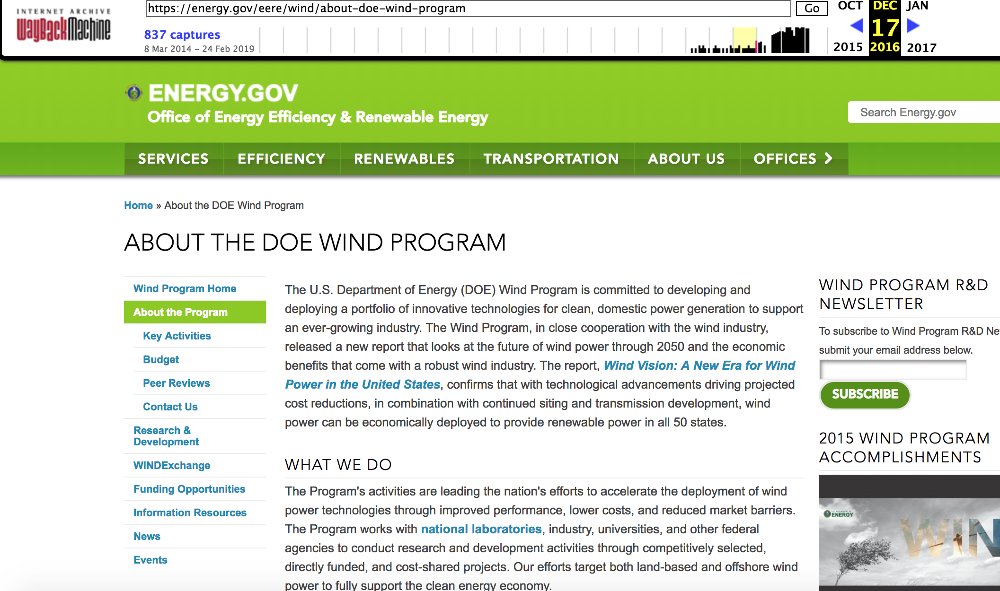 INTERNET ARCHIVE
WayBackMachine
https://energy.gov/eere/wind/about-doe-wind-program
Go
OCT DEC JAN
17
2015 2016 2017
837 captures
8 Mar 2014 – 24 Feb 2019
ENERGY.GOV
Office of Energy Efficiency & Renewable Energy
Search Energy.gov
SERVICES EFFICIENCY RENEWABLES TRANSPORTATION ABOUT US OFFICES
Home » About the DOE Wind Program
ABOUT THE DOE WIND PROGRAM
Wind Program Home
About the Program
Key Activities
Budget
Peer Reviews
Contact Us
Research &
Development
WINDExchange
Funding Opportunities
Information Resources
News
Events
The U.S. Department of Energy (DOE) Wind Program is committed to developing and
deploying a portfolio of innovative technologies for clean, domestic power generation to support
an ever-growing industry. The Wind Program, in close cooperation with the wind industry,
released a new report that looks at the future of wind power through 2050 and the economic
benefits that come with a robust wind industry. The report, Wind Vision: A New Era for Wind
Power in the United States, confirms that with technological advancements driving projected
cost reductions, in combination with continued siting and transmission development, wind
power can be economically deployed to provide renewable power in all 50 states.
WHAT WE DO
The Program's activities are leading the nation's efforts to accelerate the deployment of wind
power technologies through improved performance, lower costs, and reduced market barriers.
The Program works with national laboratories, industry, universities, and other federal
agencies to conduct research and development activities through competitively selected,
directly funded, and cost-shared projects. Our efforts target both land-based and offshore wind
power to fully support the clean energy economy.
WIND PROGRAM R&D
NEWSLETTER
To subscribe to Wind Program R&D Ne
submit your email address below.
SUBSCRIBE
2015 WIND PROGRAM
ACCOMPLISHMENTS
ENERGY
WIN